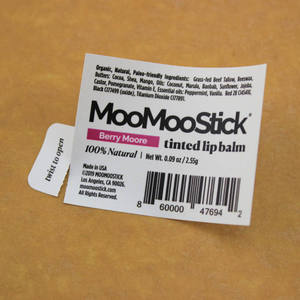 Organic, Natural, Paleo-friendly Ingredients: Grass-fed Beef Tallow, Beeswax,
Butters: Cocoa, Shea, Mango, Oils: Coconut, Marula, Baobab, Sunflower, Jojoba,
Castor, Pomegranate, Vitamin E, Essential Oils: Peppermint, Vanilla. Red 28 (45410),
Black CI77499 (oxide), Titanium Dioxide CI77891.
MooMooStick®
Berry Moore
tinted lip balm
100% Natural | Net Wt. 0.09 oz / 2.55g
Made in USA
©2019 MOOMOOSTICK
Los Angeles, CA 90026.
moomoostick.com
All Rights Reserved.
8 60000 47694 2
twist to open